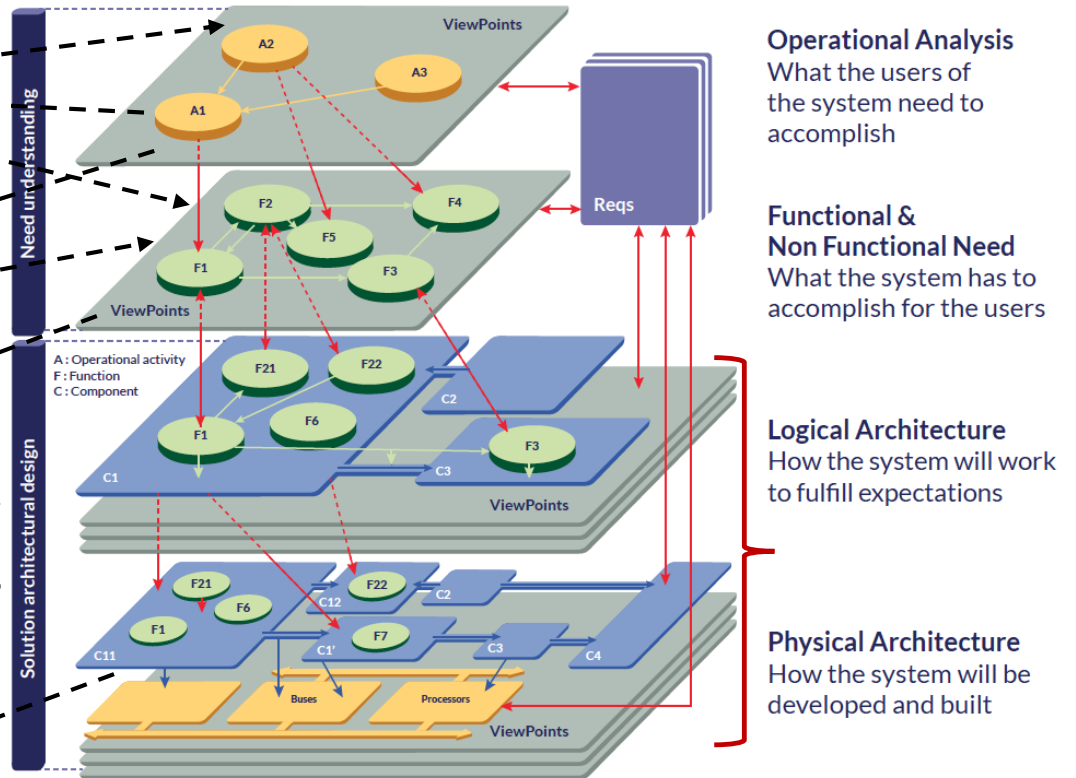 Need understanding
ViewPoints
A2
A3
A1
Reqs
F2
F4
F5
F1
F3
ViewPoints
Solution architectural design
A : Operational activity
F : Function
C : Component
F21
F22
C2
F6
F1
F3
C1
C3
ViewPoints
F21
F22
C12
C2
F6
F1
F7
C11
C1'
C3
C4
Buses
Processors
ViewPoints
Operational Analysis
What the users of
the system need to
accomplish
Functional &
Non Functional Need
What the system has to
accomplish for the users
Logical Architecture
How the system will work
to fulfill expectations
Physical Architecture
How the system will be
developed and built